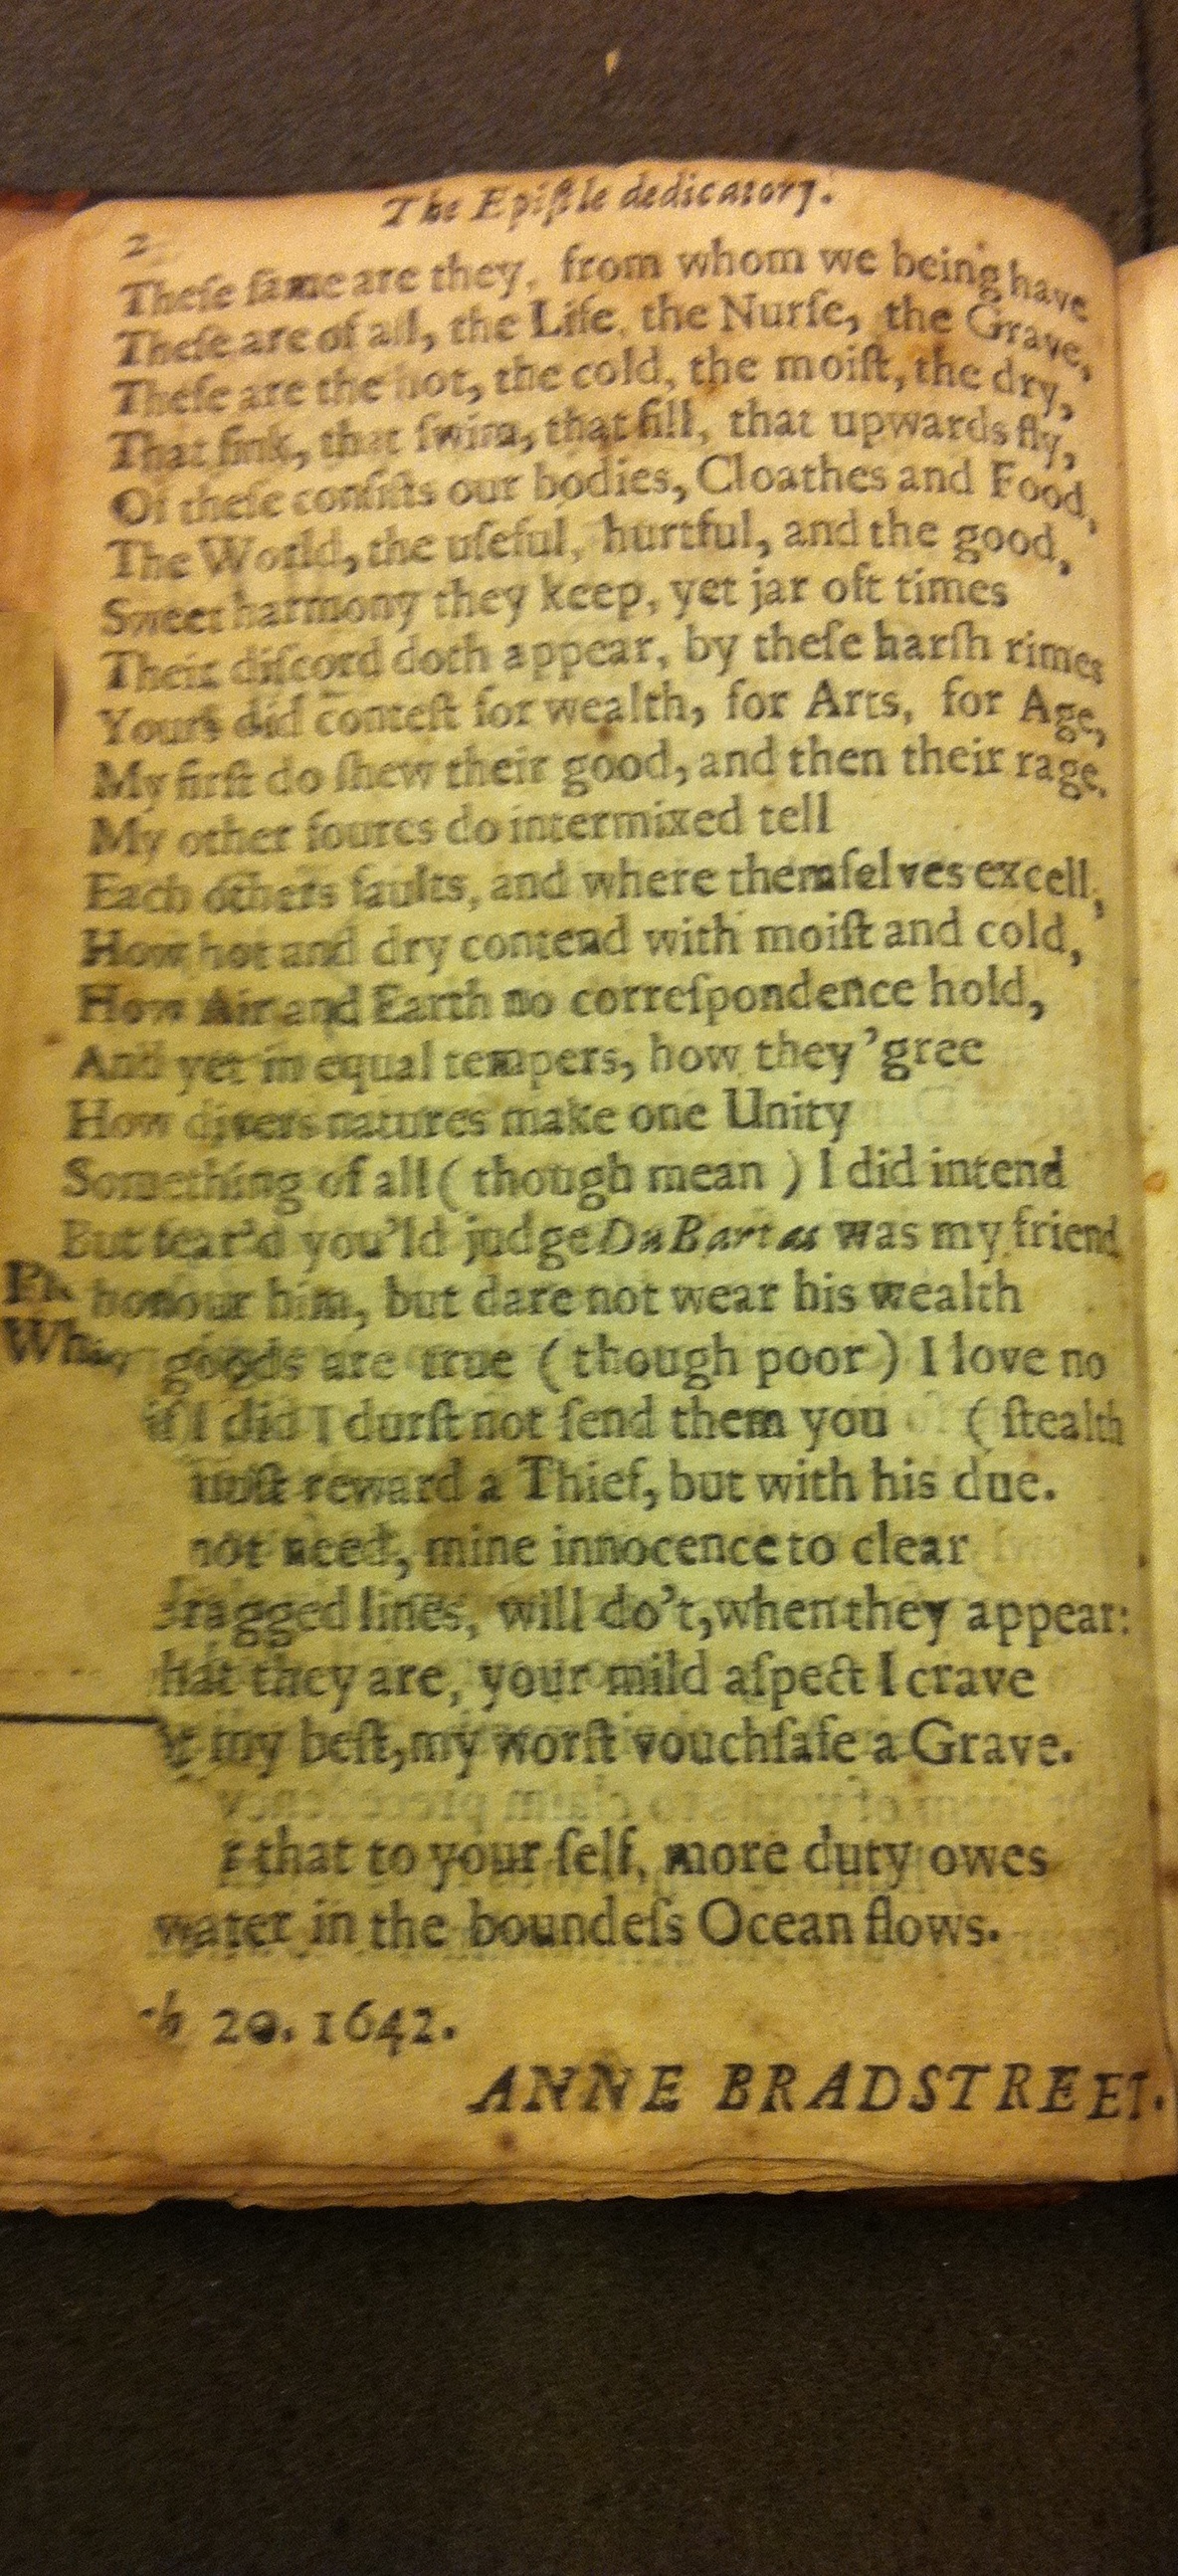 The Epiſtle dedicatory.
2
Theſe ſame are they, from whom we being have
Theſe are of all, the Life, the Nurſe, the Grave,
Theſe are the hot, the cold, the moiſt, the dry,
That ſink, that ſwim, that fill, that upwards fly,
Of theſe conſiſts our bodies, Cloathes and Food,
The World, the uſeful, hurtful, and the good,
Sweet harmony they keep, yet jar oft times
Their diſcord doth appear, by theſe harſh rimes
Yours did conteſt for wealth, for Arts, for Age,
My firſt do ſhew their good, and then their rage.
My other foures do intermixed tell
Each others faults, and where themſelves excell,
How hot and dry contend with moiſt and cold,
How Air and Earth no correſpondence hold,
And yet in equal tempers, how they 'gree
How divers natures make one Unity
Something of all ( though mean ) I did intend
But fear'd you'ld judge Du Bartas was my friend
honour him, but dare not wear his wealth
goods are true ( though poor ) I love no
if I did I durſt not ſend them you ( ſtealth
reward a Thief, but with his due.
not need, mine innocence to clear
ragged lines, will do't, when they appear:
hat they are, your mild aſpect I crave
my beſt, my worſt vouchſafe a Grave.
that to your ſelf, more duty owes
water in the boundeſs Ocean flows.
20. 1642.
ANNE BRADSTREET.